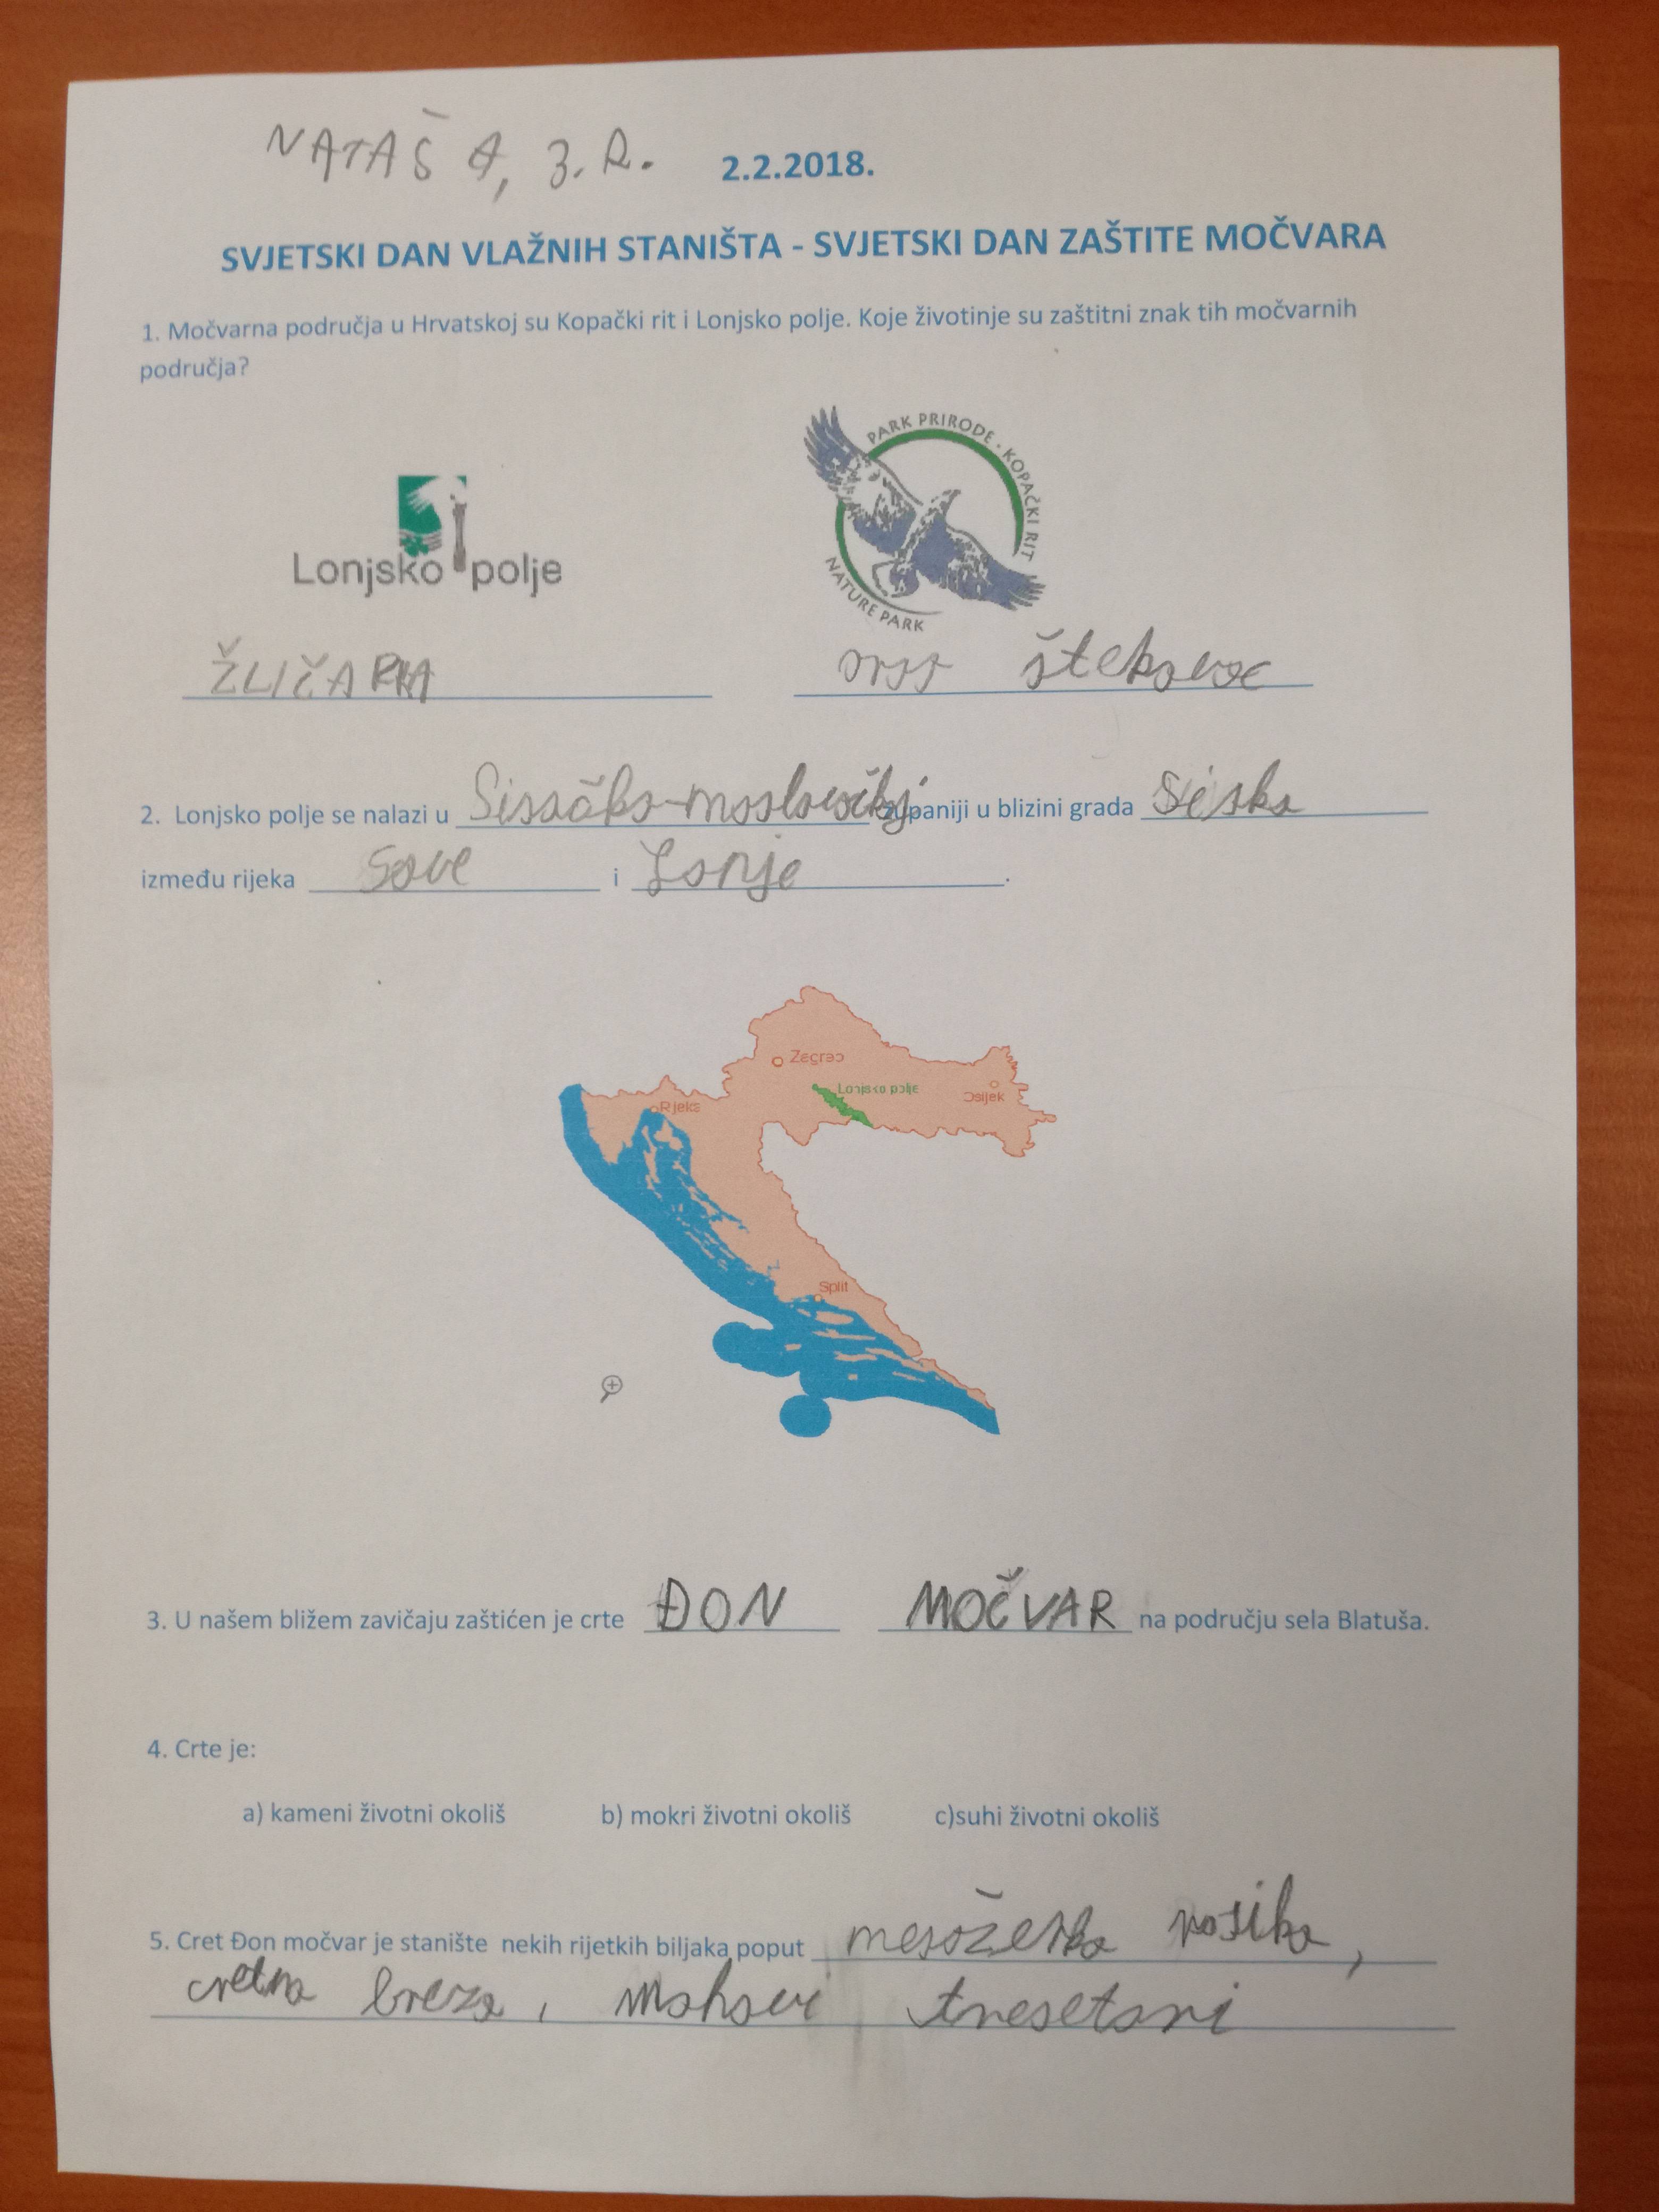 NATAŠA, 3. R. 2.2.2018.
SVJETSKI DAN VLAŽNIH STANIŠTA - SVJETSKI DAN ZAŠTITE MOČVARA
1. Močvarna područja u Hrvatskoj su Kopački rit i Lonjsko polje. Koje životinje su zaštitni znak tih močvarnih
područja?
PARK PRIRODE - KOPAČKI RIT
NATURE PARK
Lonjsko polje
ŽLIČARKA orao štekavac
2. Lonjsko polje se nalazi u Sisačko-moslavačkoj županiji u blizini grada Siska
između rijeka Save i Lonje.
Zagreb
Lonjsko polje
Osijek
Rijeka
Split
3. U našem bližem zavičaju zaštićen je crte ĐON MOČVAR na području sela Blatuša.
4. Crte je:
a) kameni životni okoliš b) mokri životni okoliš c)suhi životni okoliš
5. Cret Đon močvar je stanište nekih rijetkih biljaka poput mesožerka rosika,
cretna breza, mahovi tresetari